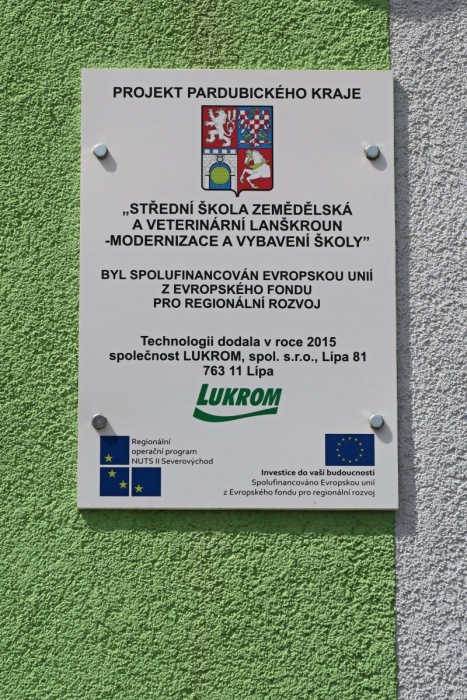 PROJEKT PARDUBICKÉHO KRAJE
„STŘEDNÍ ŠKOLA ZEMĚDĚLSKÁ
A VETERINÁRNÍ LANŠKROUN
-MODERNIZACE A VYBAVENÍ ŠKOLY”
BYL SPOLUFINANCOVÁN EVROPSKOU UNIÍ
Z EVROPSKÉHO FONDU
PRO REGIONÁLNÍ ROZVOJ
Technologii dodala v roce 2015
společnost LUKROM, spol. s.r.o., Lípa 81
763 11 Lípa
LUKROM
Regionální
operační program
NUTS II Severovýchod
Investice do vaší budoucnosti
Spolufinancováno Evropskou unií
z Evropského fondu pro regionální rozvoj